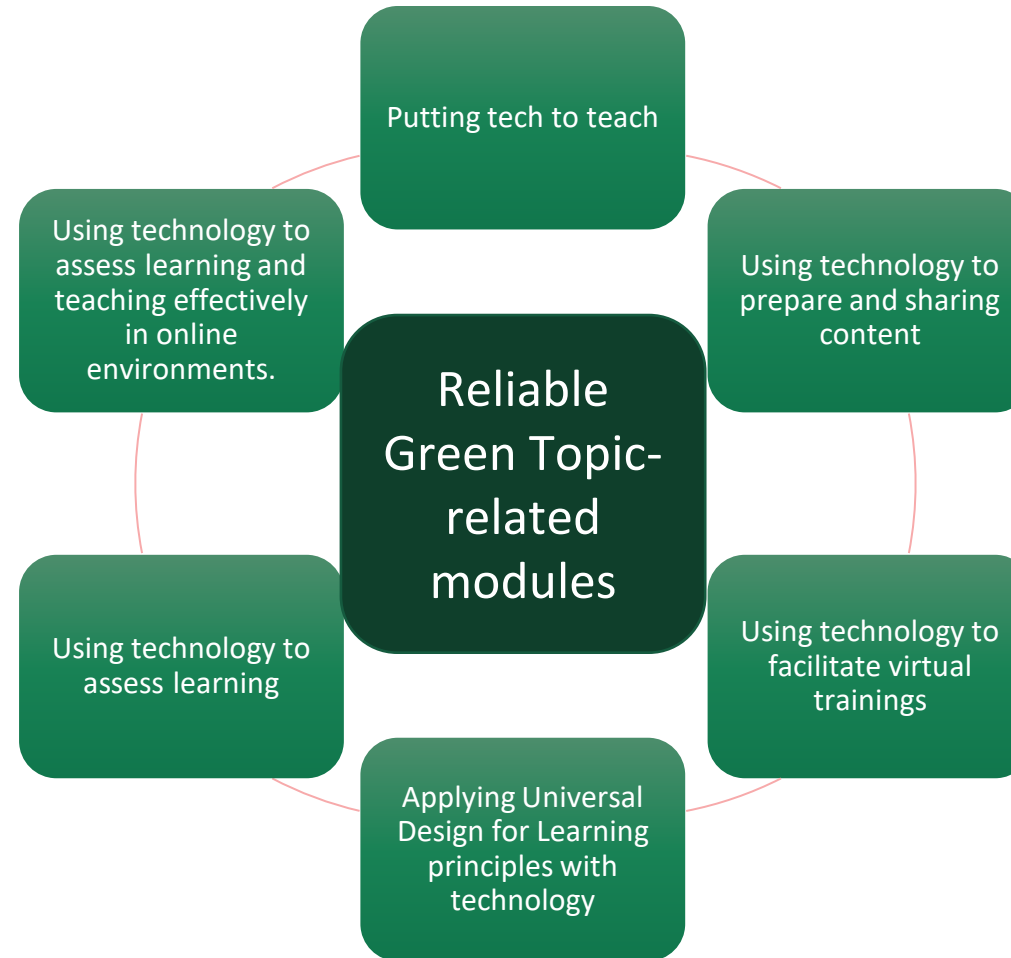 Putting tech to teach
Using technology to
prepare and sharing
content
Using technology to
facilitate virtual
trainings
Applying Universal
Design for Learning
principles with
technology
Using technology to
assess learning
Using technology to
assess learning and
teaching effectively
in online
environments.
Reliable
Green Topic-
related
modules